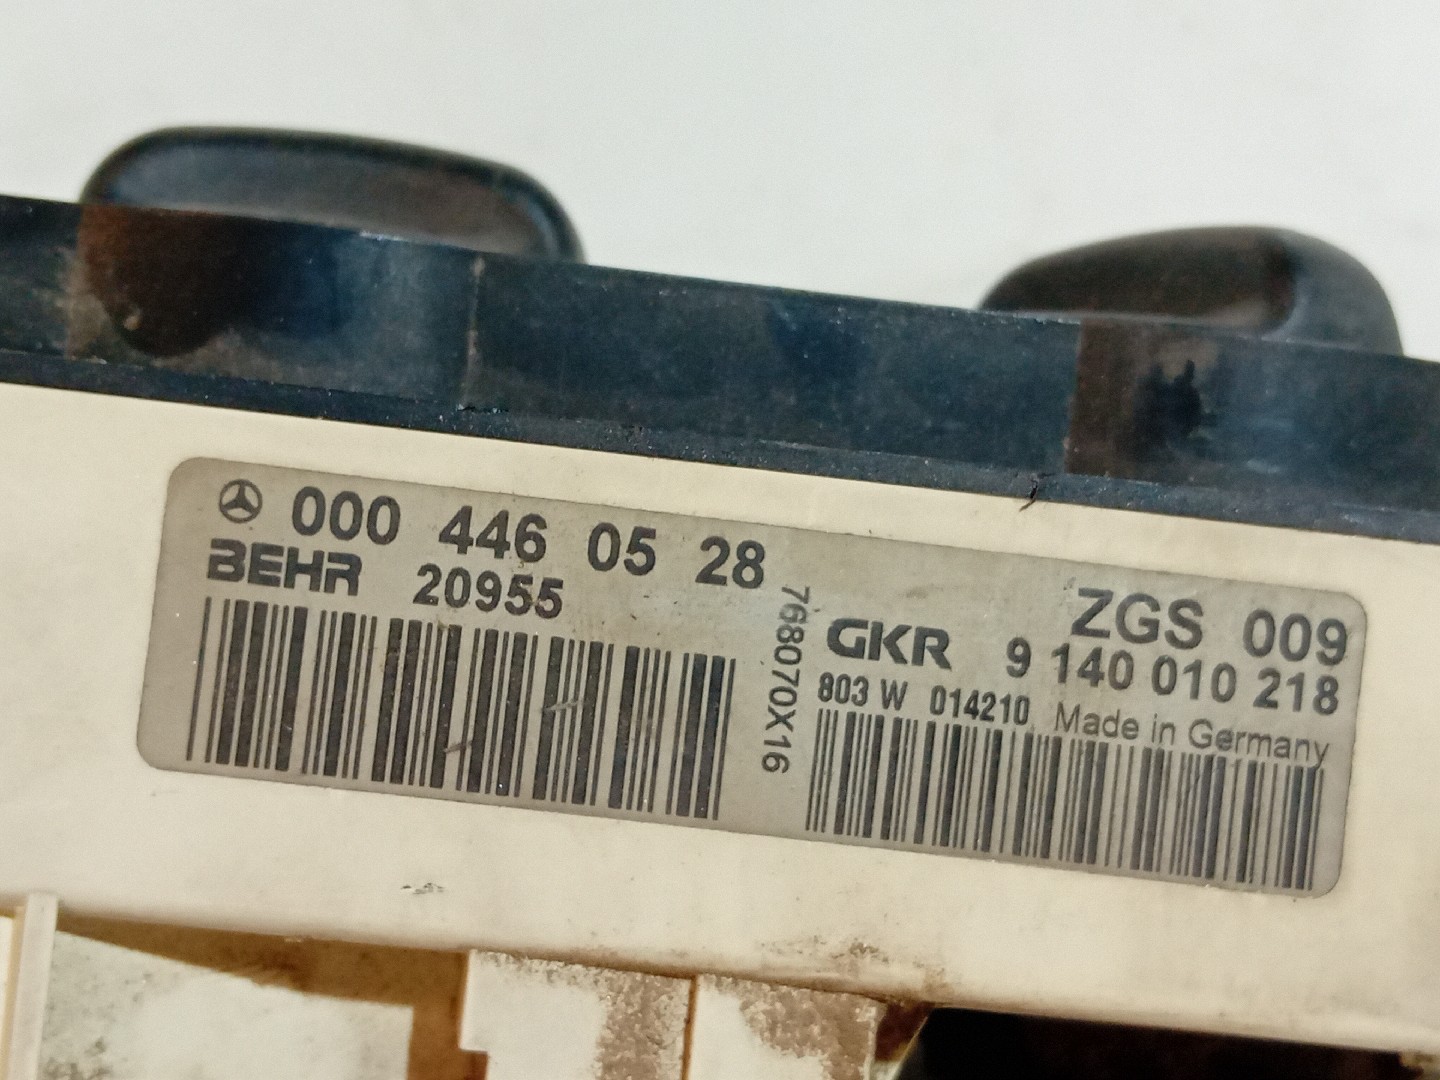 000 446 05 28
BEHR 20955
768070X16
ZGS 009
GKR 9 140 010 218
803 W 014210 Made in Germany